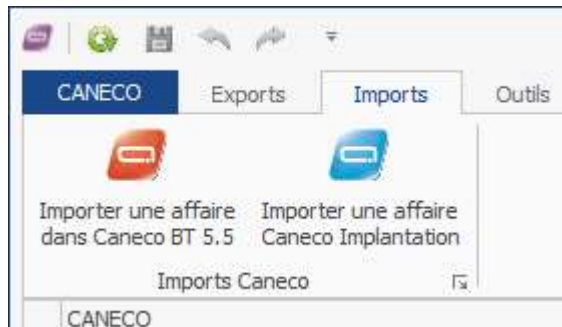 CANECO Exports Imports Outils
Importer une affaire Importer une affaire
dans Caneco BT 5.5 Caneco Implantation
Imports Caneco
CANECO